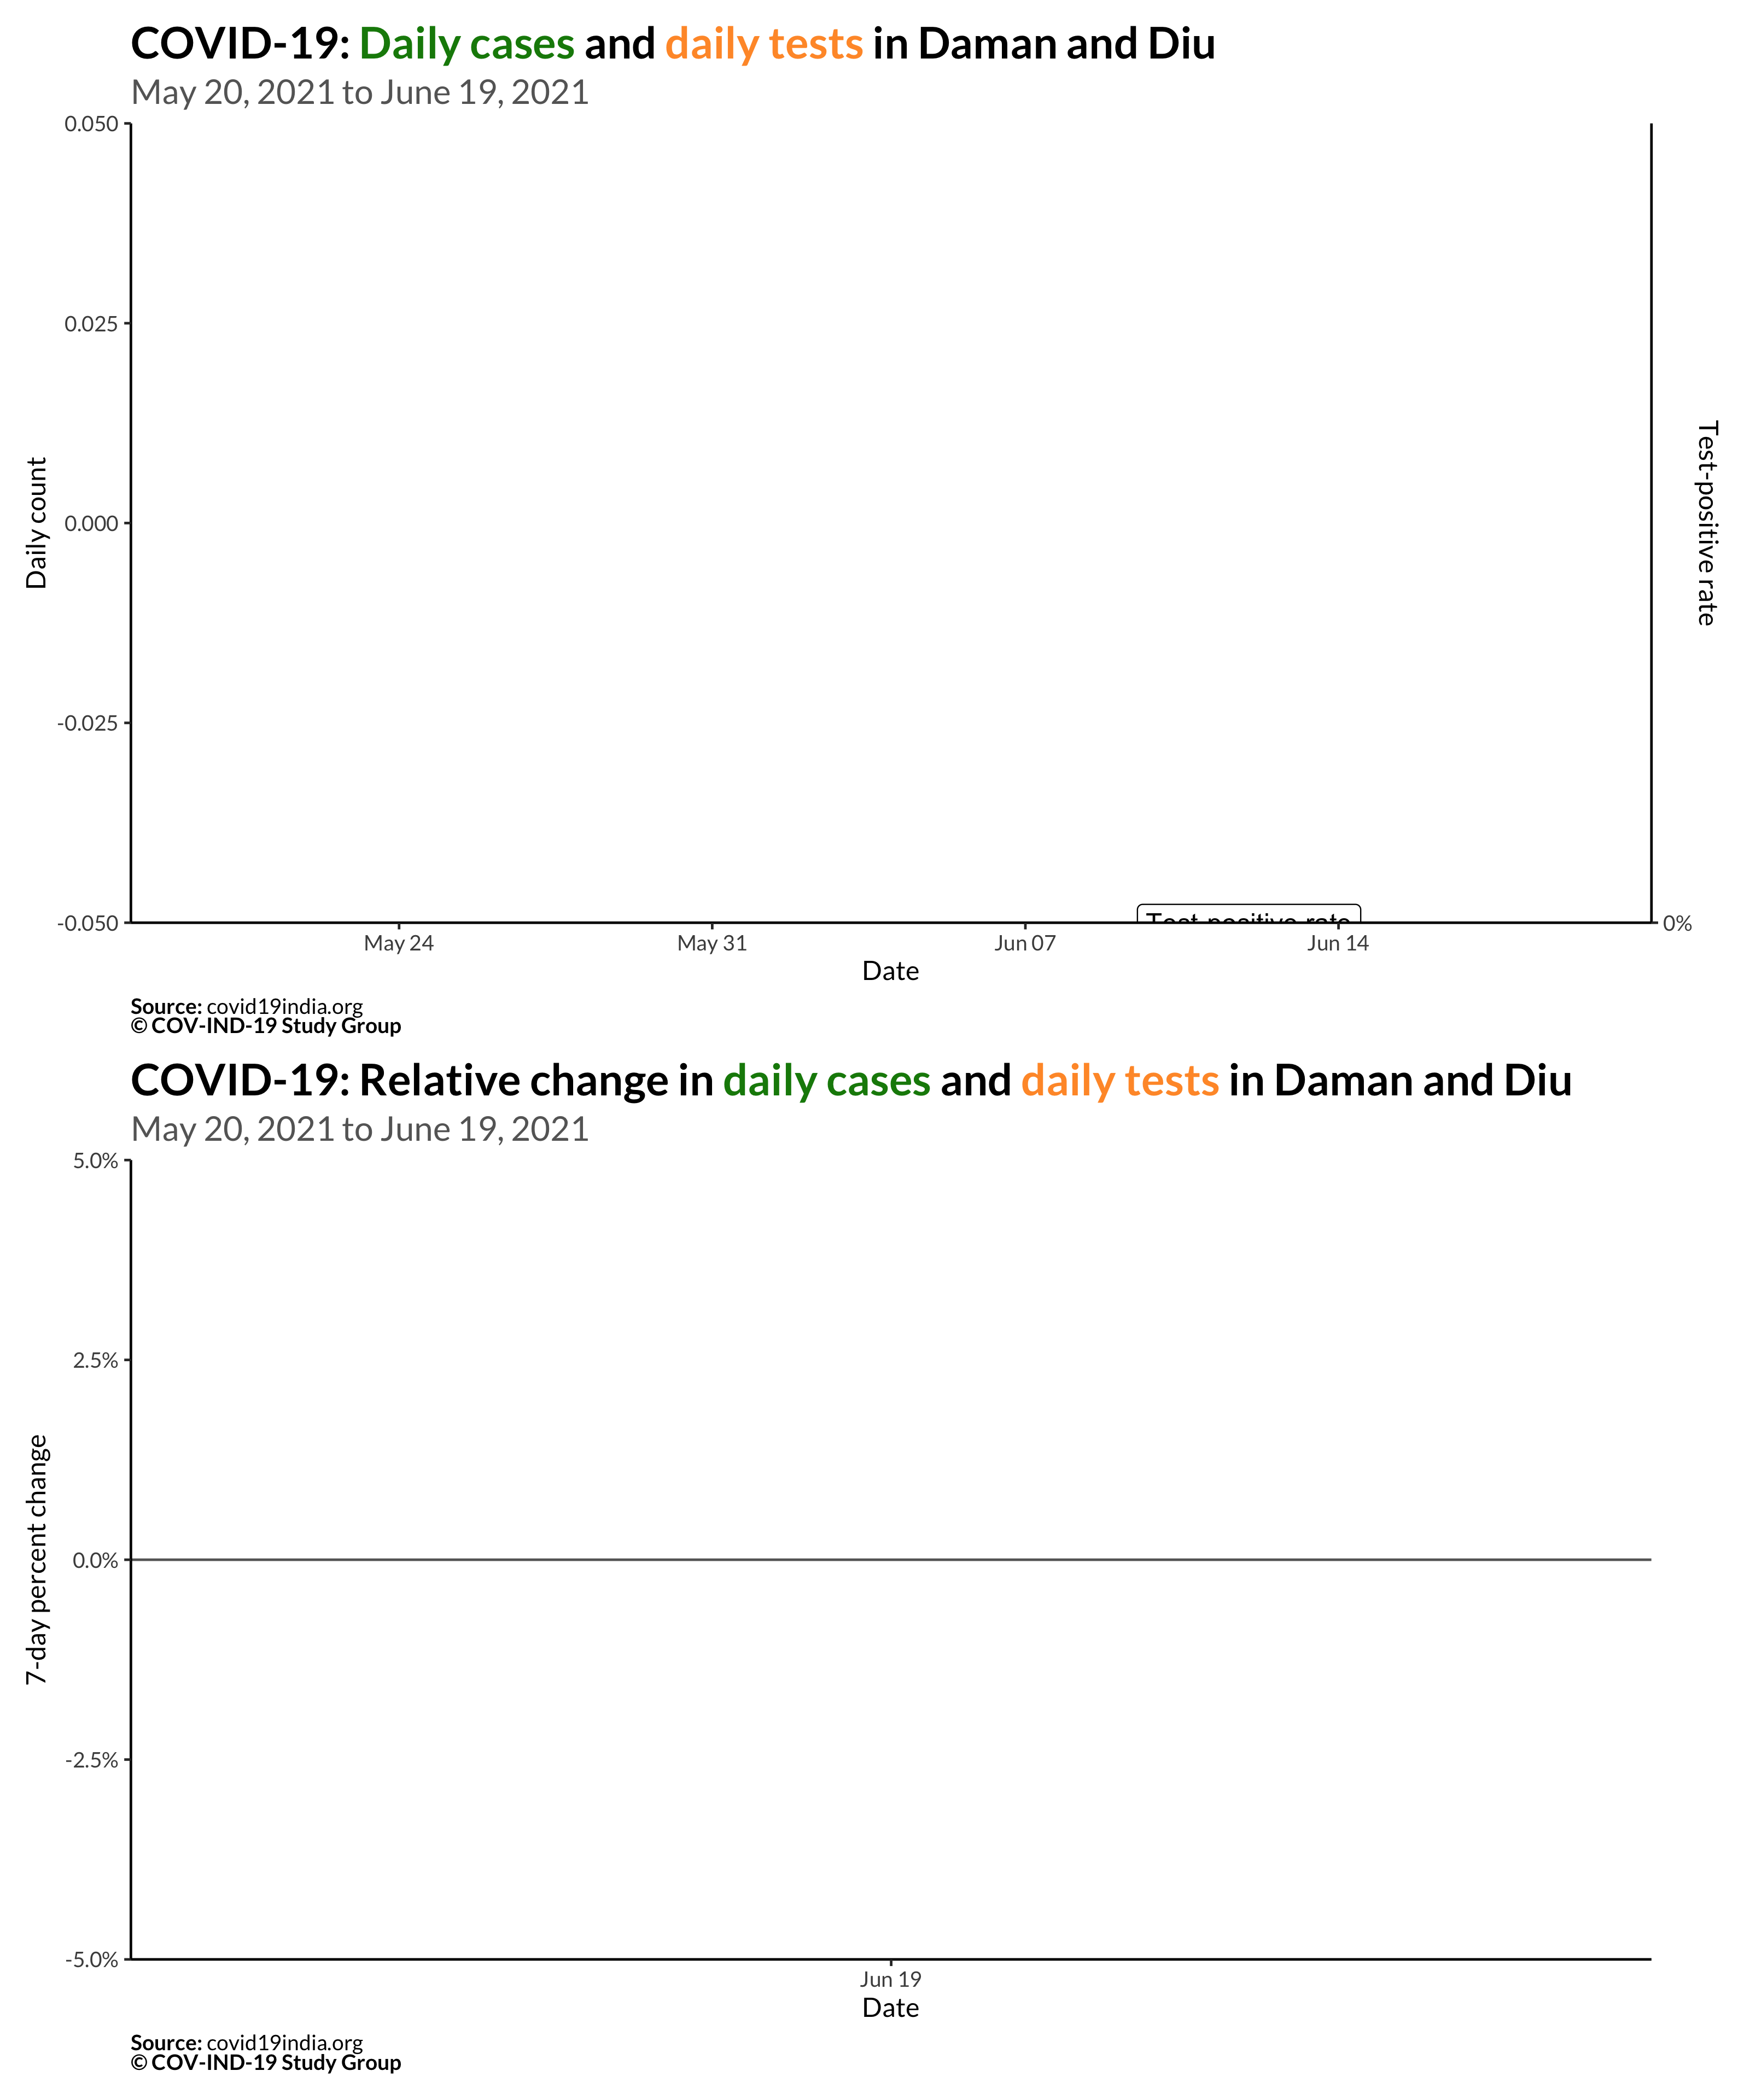 COVID-19: Daily cases and daily tests in Daman and Diu
May 20, 2021 to June 19, 2021
0.050
0.025
0.000
-0.025
-0.050
Daily count
Test-positive rate
Test-positive rate
0%
May 24
May 31
Jun 07
Jun 14
Date
Source: covid19india.org
© COV-IND-19 Study Group
COVID-19: Relative change in daily cases and daily tests in Daman and Diu
May 20, 2021 to June 19, 2021
5.0%
2.5%
0.0%
-2.5%
-5.0%
7-day percent change
Jun 19
Date
Source: covid19india.org
© COV-IND-19 Study Group